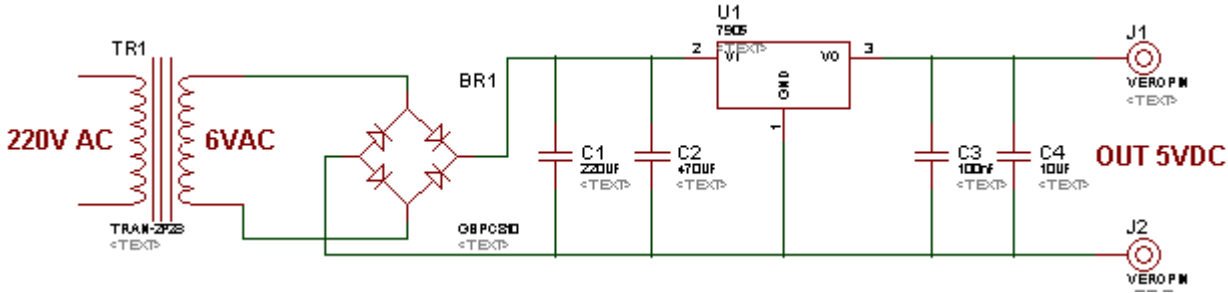 TR1
220V AC
6VAC
TRAN-2P2S
<TEXT>
BR1
GBPC810
<TEXT>
C1
220UF
<TEXT>
C2
470UF
<TEXT>
U1
7905
<TEXT>
2
VI
VO
3
GND
1
C3
100nf
<TEXT>
C4
10UF
<TEXT>
J1
VEROPIN
<TEXT>
OUT 5VDC
J2
VEROPIN